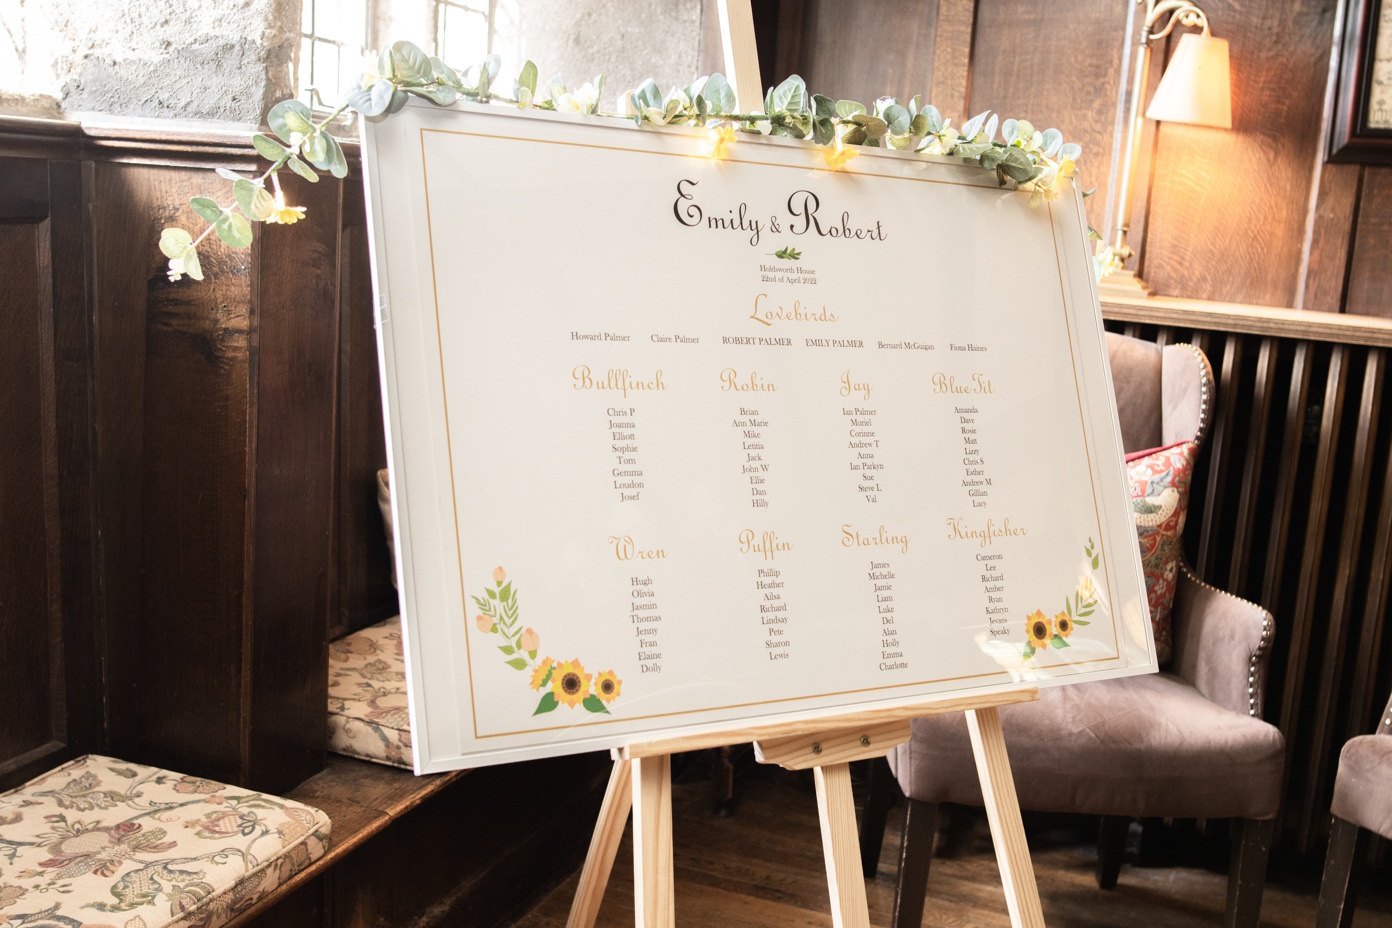 Emily & Robert
Holdsworth House
22nd of April 2022
Lovebirds
Howard Palmer Claire Palmer ROBERT PALMER EMILY PALMER Bernard McGuigan Fiona Haines
Bullfinch
Chris P
Joanna
Elliott
Sophie
Tom
Gemma
Loudon
Josef
Robin
Brian
Ann Marie
Mike
Letitia
Jack
John W
Ellie
Dan
Hilly
Jay
Ian Palmer
Muriel
Corinne
Andrew T
Anna
Ian Parkyn
Sue
Steve L
Val
Blue Tit
Amanda
Dave
Rosie
Matt
Lizzy
Chris S
Esther
Andrew M
Gillian
Lucy
Wren
Hugh
Olivia
Jasmin
Thomas
Jenny
Fran
Elaine
Dolly
Puffin
Phillip
Heather
Ailsa
Richard
Lindsay
Pete
Sharon
Lewis
Starling
James
Michelle
Jamie
Liam
Luke
Del
Alan
Holly
Emma
Charlotte
Kingfisher
Cameron
Lee
Richard
Amber
Ryan
Kathryn
Jevans
Speaky